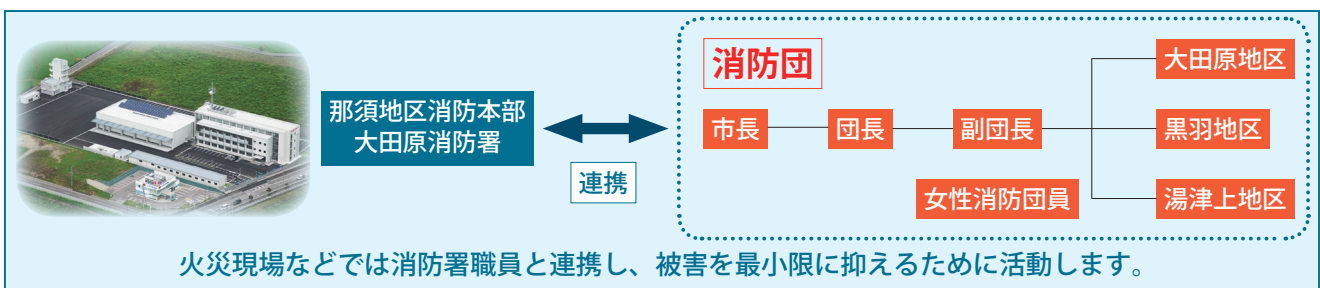 消防団
那須地区消防本部
大田原消防署
連携
市長
団長
副団長
大田原地区
黒羽地区
湯津上地区
女性消防団員
火災現場などでは消防署職員と連携し、被害を最小限に抑えるために活動します。